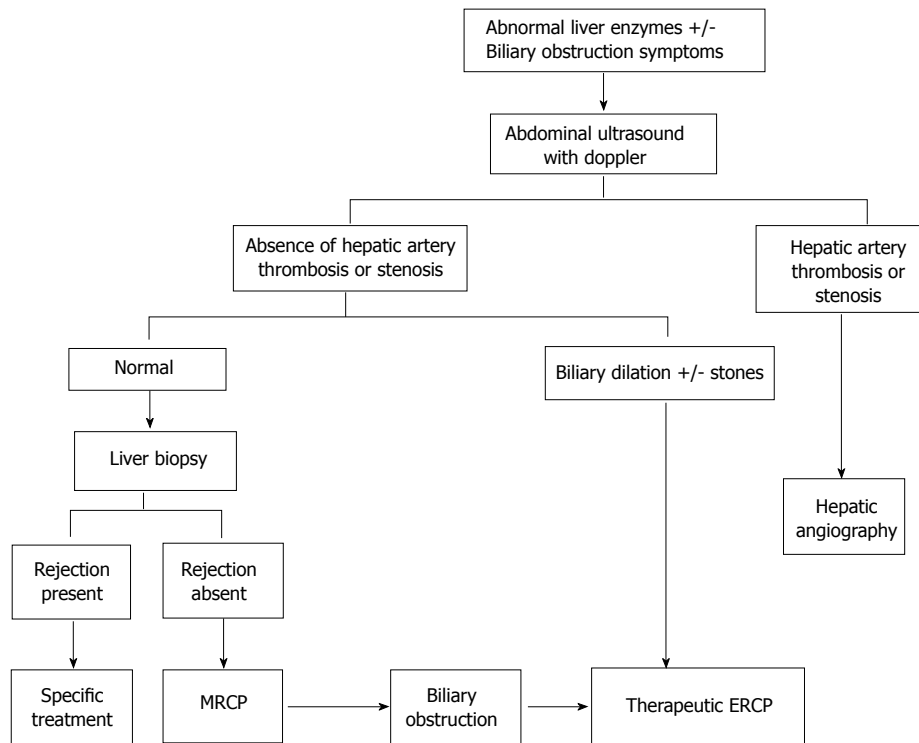 Abnormal liver enzymes +/-
Biliary obstruction symptoms
Abdominal ultrasound
with doppler
Absence of hepatic artery
thrombosis or stenosis
Hepatic artery
thrombosis or
stenosis
Normal
Biliary dilation +/- stones
Liver biopsy
Hepatic
angiography
Rejection
present
Rejection
absent
Specific
treatment
MRCP
Biliary
obstruction
Therapeutic ERCP